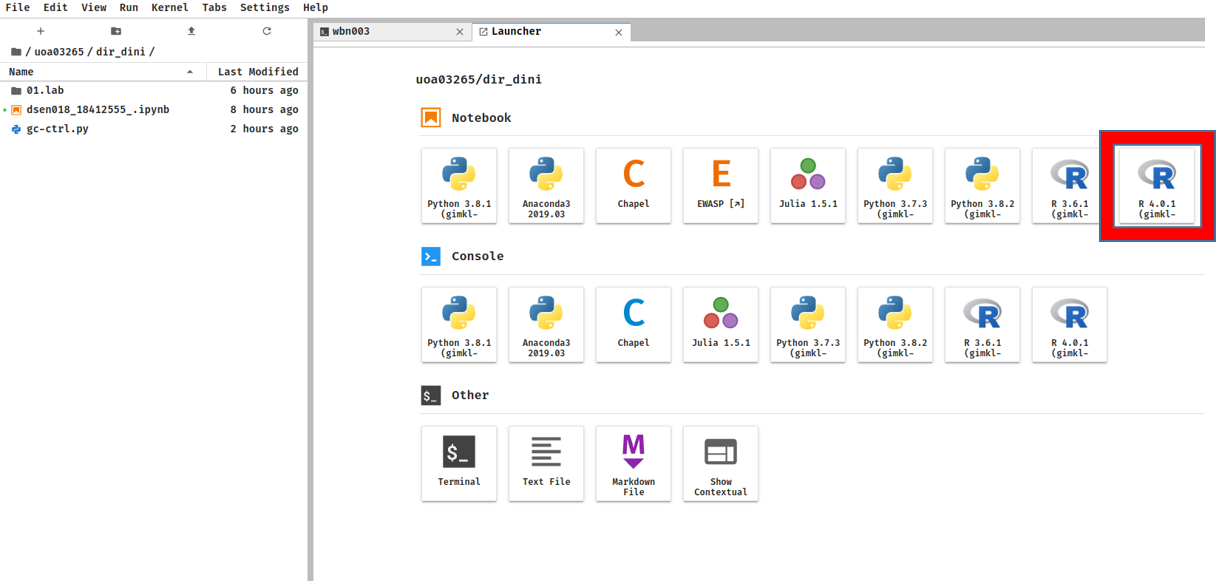 File Edit View Run Kernel Tabs Settings Help
wbn003
Launcher
/ uoa03265 / dir_dini /
Name Last Modified
01.lab 6 hours ago
dsen018_18412555_.ipynb 8 hours ago
gc-ctrl.py 2 hours ago
uoa03265/dir_dini
Notebook
C E R R
Python 3.8.1 Anaconda3 Chapel EWASP [↗] Julia 1.5.1 Python 3.7.3 Python 3.8.2 R 3.6.1 R 4.0.1
(gimkl- 2019.03 (gimkl- (gimkl- (gimkl- (gimkl-
>_ Console
C R R
Python 3.8.1 Anaconda3 Chapel Julia 1.5.1 Python 3.7.3 Python 3.8.2 R 3.6.1 R 4.0.1
(gimkl- 2019.03 (gimkl- (gimkl- (gimkl- (gimkl-
$_ Other
$_ M
Terminal Text File Markdown Show
File Contextual